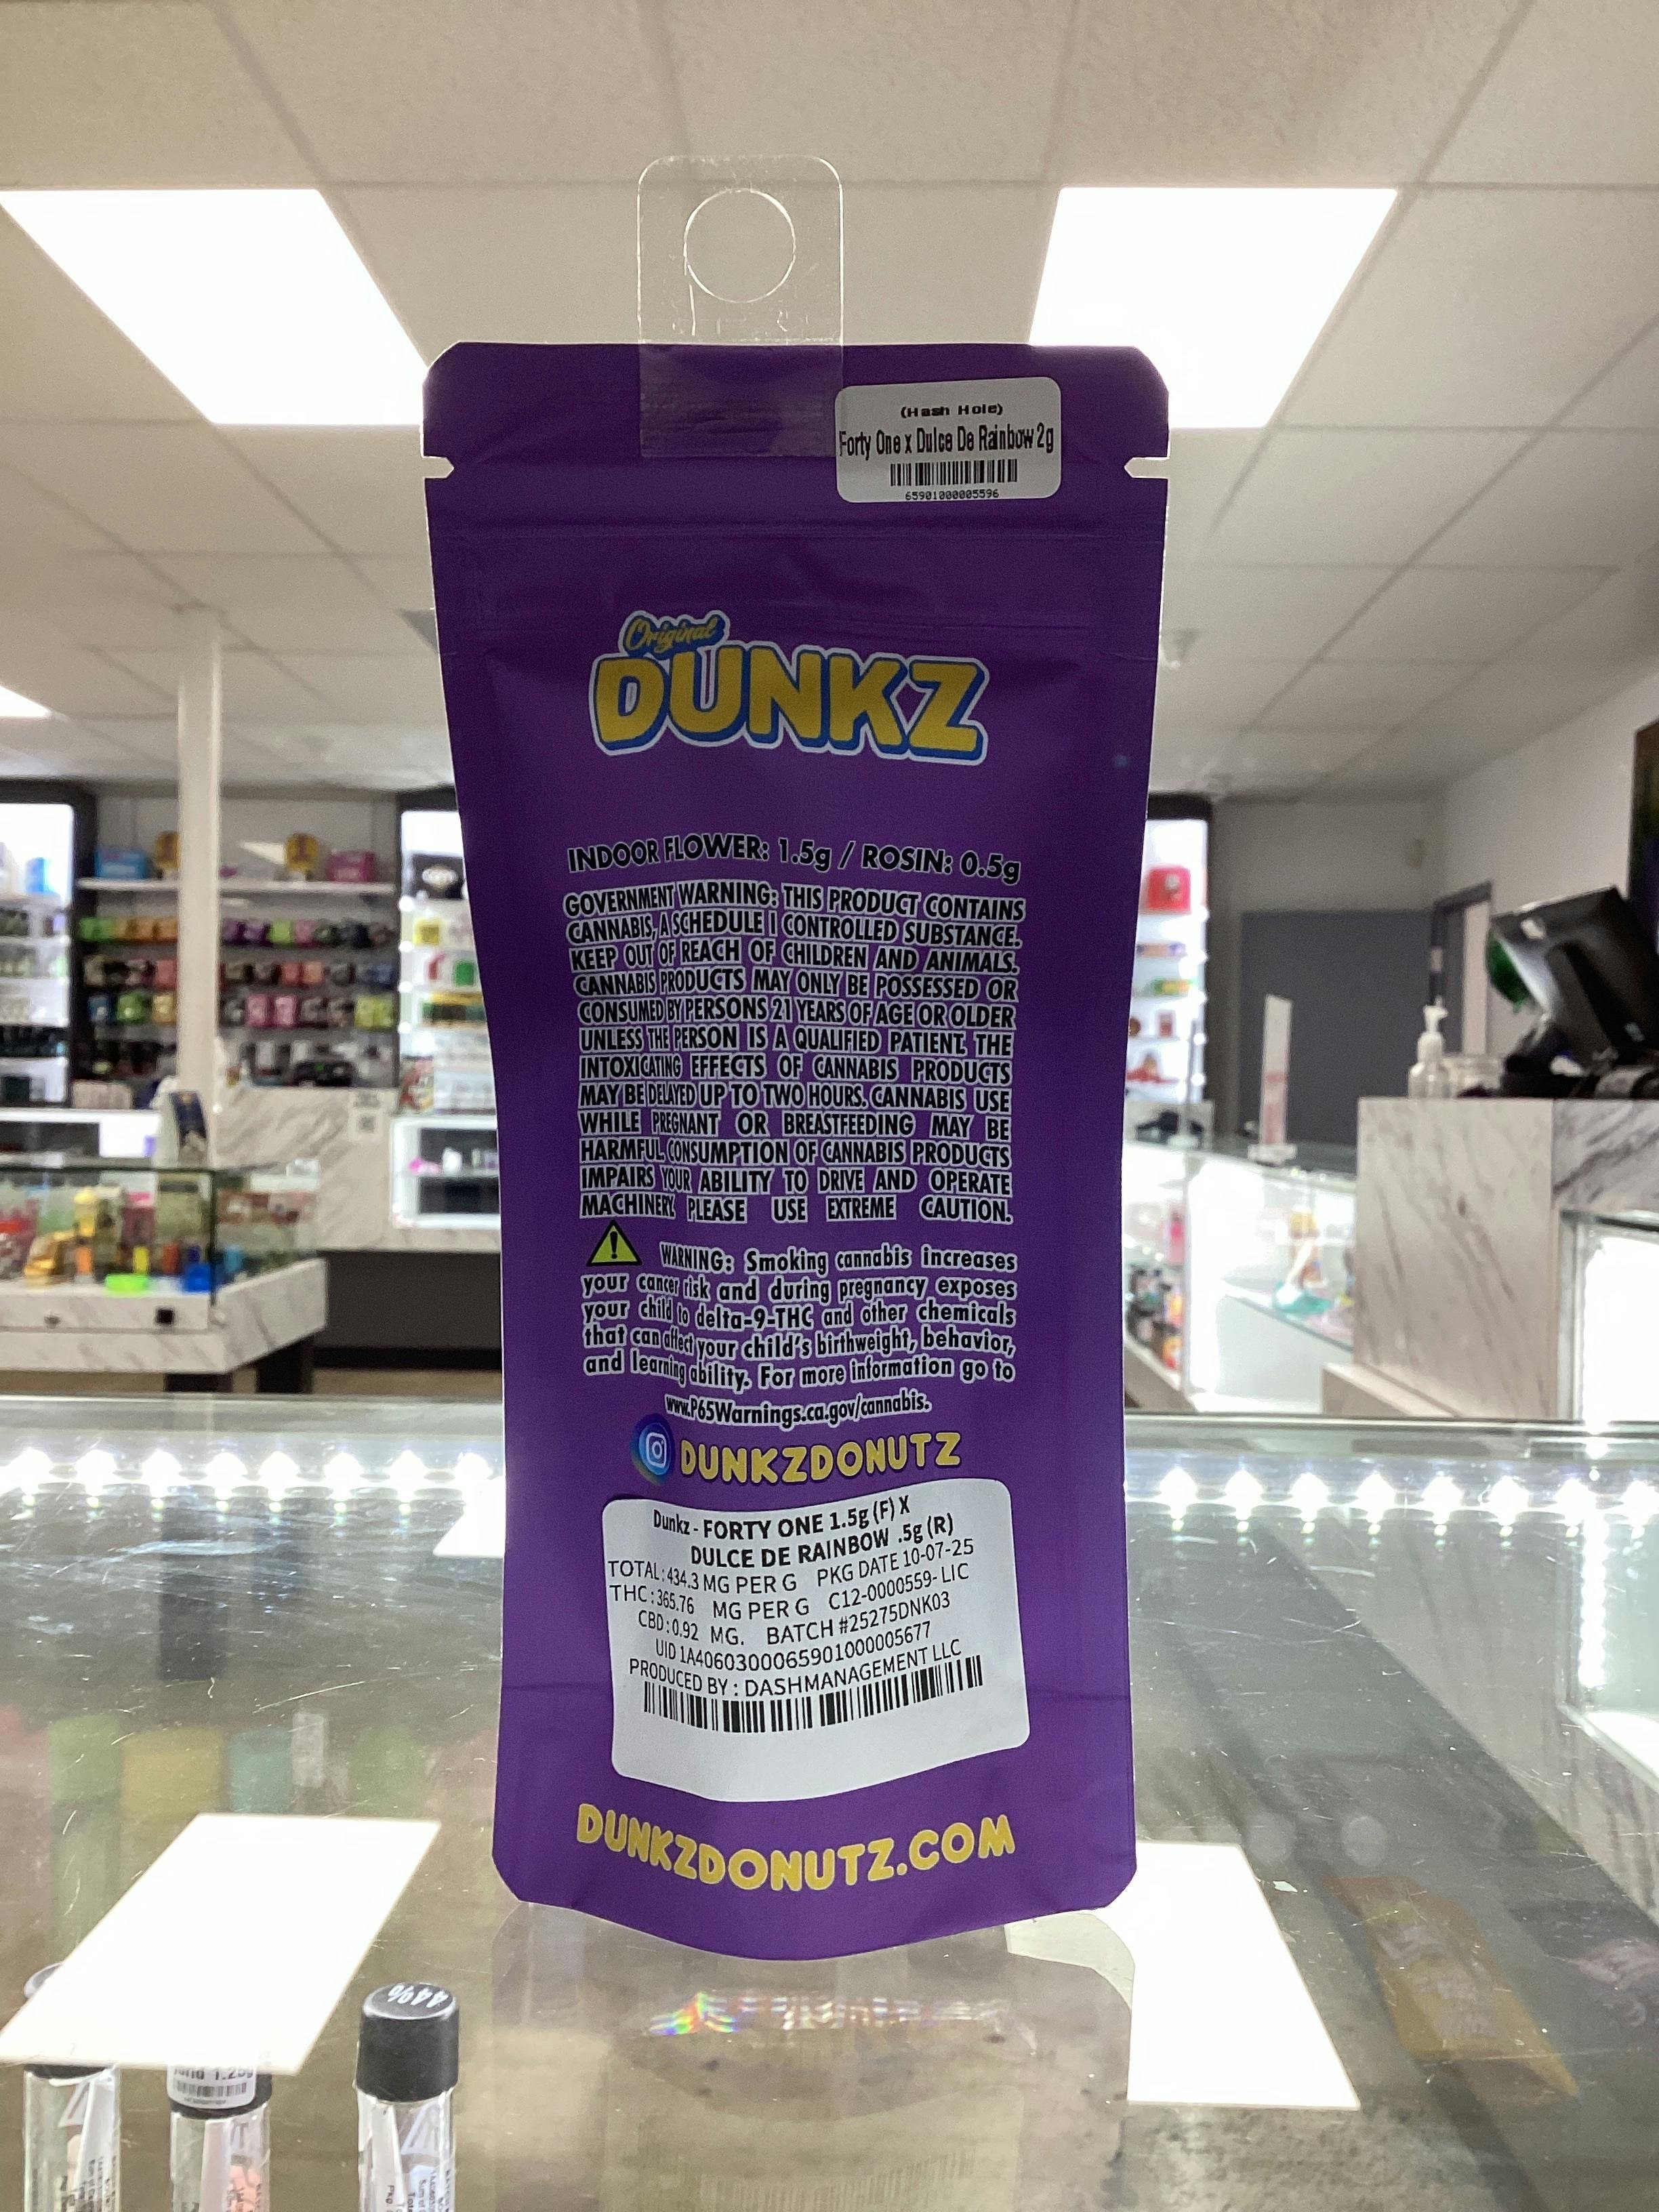 (Hash Hole)
Forty One x Dulce De Rainbow 2g
65901000005596
Original
DUNKZ
INDOOR FLOWER: 1.5g / ROSIN: 0.5g
GOVERNMENT WARNING: THIS PRODUCT CONTAINS
CANNABIS, A SCHEDULE I CONTROLLED SUBSTANCE.
KEEP OUT OF REACH OF CHILDREN AND ANIMALS.
CANNABIS PRODUCTS MAY ONLY BE POSSESSED OR
CONSUMED BY PERSONS 21 YEARS OF AGE OR OLDER
UNLESS THE PERSON IS A QUALIFIED PATIENT. THE
INTOXICATING EFFECTS OF CANNABIS PRODUCTS
MAY BE DELAYED UP TO TWO HOURS. CANNABIS USE
WHILE PREGNANT OR BREASTFEEDING MAY BE
HARMFUL. CONSUMPTION OF CANNABIS PRODUCTS
IMPAIRS YOUR ABILITY TO DRIVE AND OPERATE
MACHINERY. PLEASE USE EXTREME CAUTION.
WARNING: Smoking cannabis increases
your cancer risk and during pregnancy exposes
your child to delta-9-THC and other chemicals
that can affect your child's birthweight, behavior,
and learning ability. For more information go to
www.P65Warnings.ca.gov/cannabis.
DUNKZDONUTZ
Dunkz - FORTY ONE 1.5g (F) X
DULCE DE RAINBOW .5g (R)
TOTAL: 434.3 MG PER G PKG DATE 10-07-25
THC: 365.76 MG PER G C12-0000559-LIC
CBD: 0.92 MG. BATCH #25275DNK03
UID 1A4060300065901000005677
PRODUCED BY : DASHMANAGEMENT LLC
DUNKZDONUTZ.COM
44%
1.25g